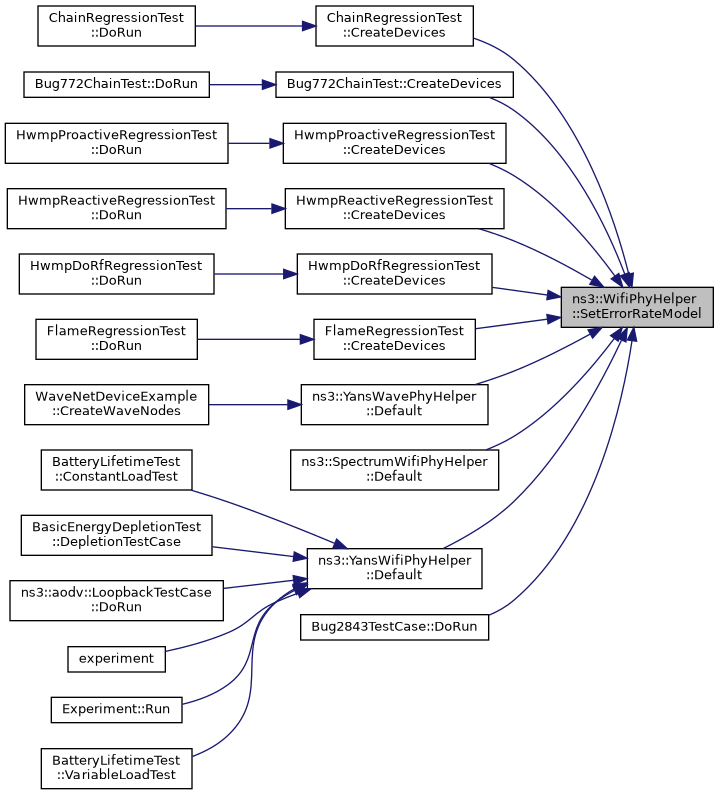 ChainRegressionTest
::DoRun
ChainRegressionTest
::CreateDevices
Bug772ChainTest::DoRun
Bug772ChainTest::CreateDevices
HwmpProactiveRegressionTest
::DoRun
HwmpProactiveRegressionTest
::CreateDevices
HwmpReactiveRegressionTest
::DoRun
HwmpReactiveRegressionTest
::CreateDevices
HwmpDoRfRegressionTest
::DoRun
HwmpDoRfRegressionTest
::CreateDevices
ns3::WifiPhyHelper
::SetErrorRateModel
FlameRegressionTest
::DoRun
FlameRegressionTest
::CreateDevices
WaveNetDeviceExample
::CreateWaveNodes
ns3::YansWavePhyHelper
::Default
BatteryLifetimeTest
::ConstantLoadTest
ns3::SpectrumWifiPhyHelper
::Default
BasicEnergyDepletionTest
::DepletionTestCase
ns3::YansWifiPhyHelper
::Default
ns3::aodv::LoopbackTestCase
::DoRun
Bug2843TestCase::DoRun
experiment
Experiment::Run
BatteryLifetimeTest
::VariableLoadTest